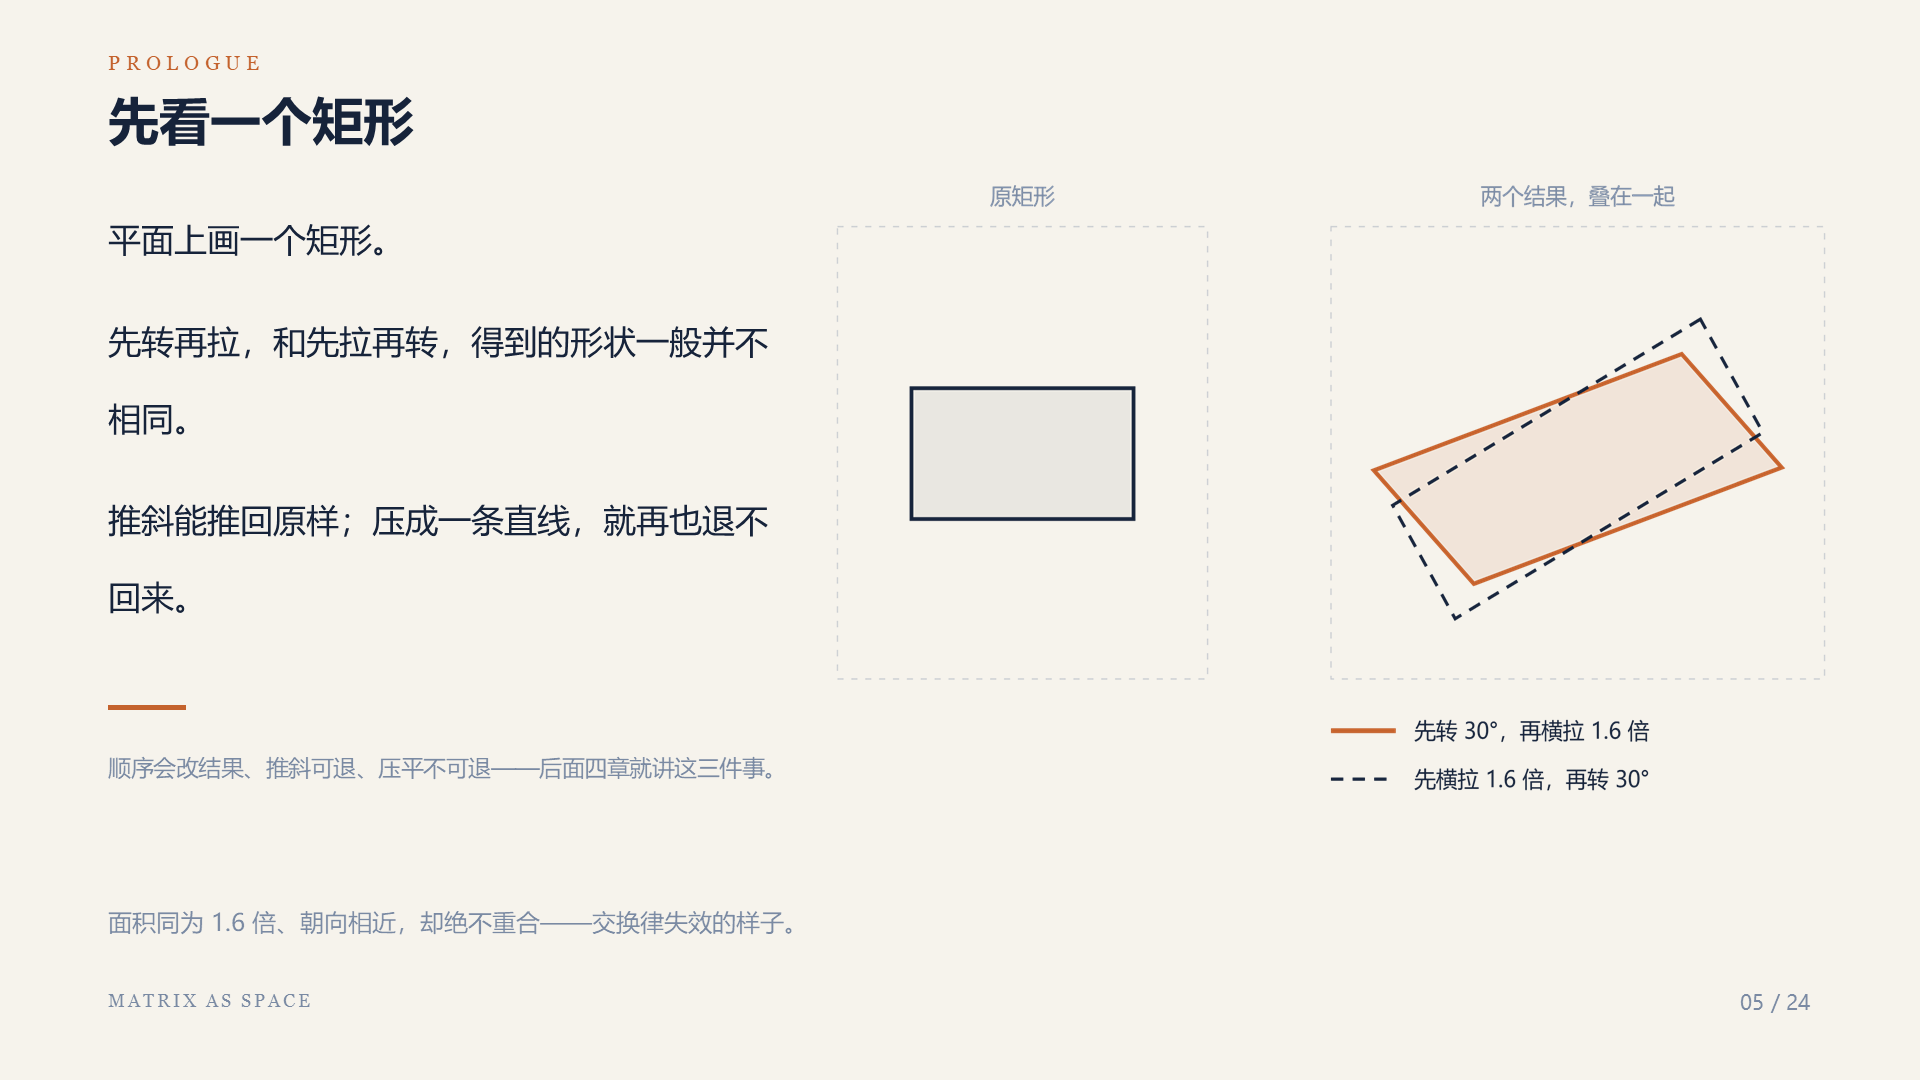 PROLOGUE
先看一个矩形
平面上画一个矩形。
先转再拉，和先拉再转，得到的形状一般并不
相同。
推斜能推回原样；压成一条直线，就再也退不
回来。
顺序会改结果、推斜可退、压平不可退——后面四章就讲这三件事。
原矩形
两个结果，叠在一起
先转 30°，再横拉 1.6 倍
先横拉 1.6 倍，再转 30°
面积同为 1.6 倍、朝向相近，却绝不重合——交换律失效的样子。
MATRIX AS SPACE
05 / 24